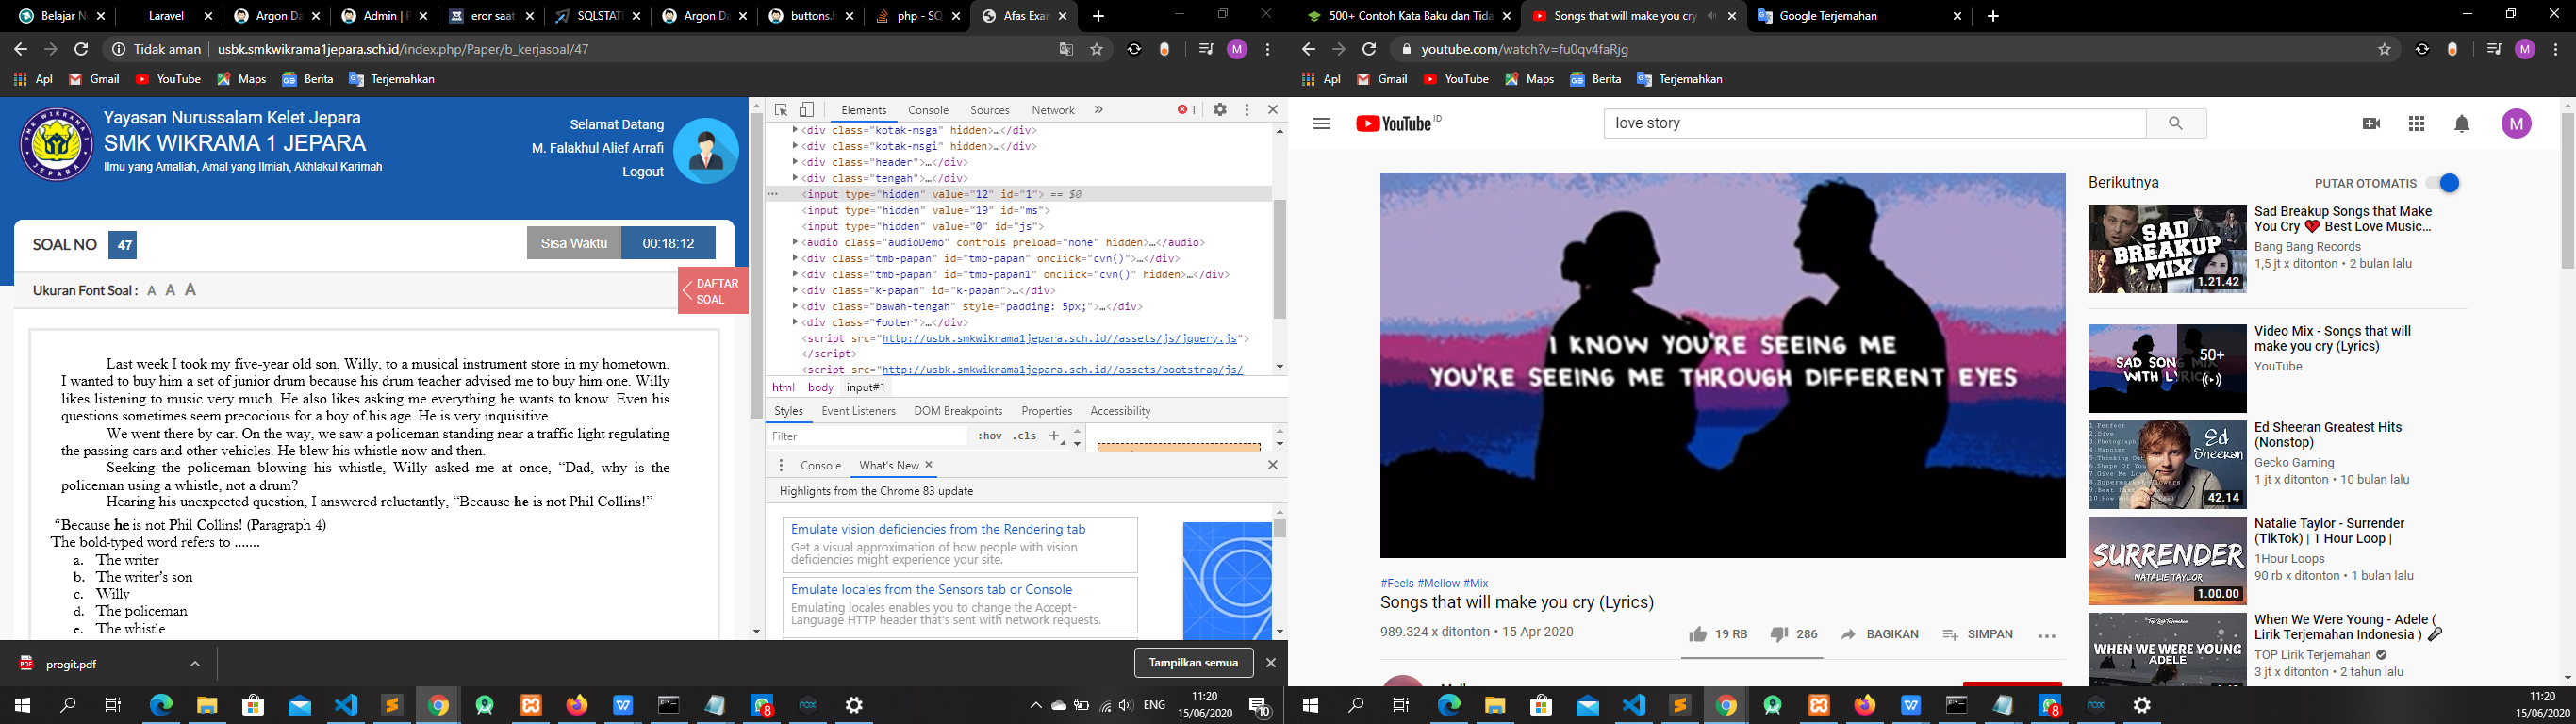 Belajar N
Laravel
Argon Da
Admin | P
eror saat
SQLSTATE
Argon Da
buttons.h
php - SQ
Afas Exam
Tidak aman
usbk.smkwikrama1jepara.sch.id/index.php/Paper/b_kerjasoal/47
M
Apl
Gmail
YouTube
Maps
Berita
Terjemahkan
SMK WIKRAMA 1
JEPARA
Yayasan Nurussalam Kelet Jepara
SMK WIKRAMA 1 JEPARA
Ilmu yang Amaliah, Amal yang Ilmiah, Akhlakul Karimah
Selamat Datang
M. Falakhul Alief Arrafi
Logout
SOAL NO 47
Sisa Waktu 00:18:12
Ukuran Font Soal : A A A
DAFTAR
SOAL
Last week I took my five-year old son, Willy, to a musical instrument store in my hometown.
I wanted to buy him a set of junior drum because his drum teacher advised me to buy him one. Willy
likes listening to music very much. He also likes asking me everything he wants to know. Even his
questions sometimes seem precocious for a boy of his age. He is very inquisitive.
We went there by car. On the way, we saw a policeman standing near a traffic light regulating
the passing cars and other vehicles. He blew his whistle now and then.
Seeking the policeman blowing his whistle, Willy asked me at once, “Dad, why is the
policeman using a whistle, not a drum?
Hearing his unexpected question, I answered reluctantly, “Because he is not Phil Collins!”
“Because he is not Phil Collins! (Paragraph 4)
The bold-typed word refers to .......
a. The writer
b. The writer’s son
c. Willy
d. The policeman
e. The whistle
Elements Console Sources Network » 1
<div class="kotak-msga" hidden>…</div>
<div class="kotak-msgi" hidden>…</div>
<div class="header">…</div>
<div class="tengah">…</div>
<input type="hidden" value="12" id="1"> == $0
<input type="hidden" value="19" id="ms">
<input type="hidden" value="0" id="js">
<audio class="audioDemo" controls preload="none" hidden>…</audio>
<div class="tmb-papan" id="tmb-papan" onclick="cvn()">…</div>
<div class="tmb-papan" id="tmb-papan1" onclick="cvn()" hidden>…</div>
<div class="k-papan" id="k-papan">…</div>
<div class="bawah-tengah" style="padding: 5px;">…</div>
<div class="footer">…</div>
<script src="http://usbk.smkwikrama1jepara.sch.id//assets/js/jquery.js">
</script>
<script src="http://usbk.smkwikrama1jepara.sch.id//assets/bootstrap/js/
html body input#1
Styles Event Listeners DOM Breakpoints Properties Accessibility
Filter :hov .cls +
Console What's New
Highlights from the Chrome 83 update
Emulate vision deficiencies from the Rendering tab
Get a visual approximation of how people with vision
deficiencies might experience your site.
Emulate locales from the Sensors tab or Console
Emulating locales enables you to change the Accept-
Language HTTP header that's sent with network requests.
progit.pdf
Tampilkan semua
8
ENG
11:20
15/06/2020
10
500+ Contoh Kata Baku dan Tida
Songs that will make you cry
Google Terjemahan
youtube.com/watch?v=fu0qv4faRjg
M
Apl
Gmail
YouTube
Maps
Berita
Terjemahkan
YouTube ID
love story
M
I KNOW YOU'RE SEEING ME
YOU'RE SEEING ME THROUGH DIFFERENT EYES
#Feels #Mellow #Mix
Songs that will make you cry (Lyrics)
989.324 x ditonton • 15 Apr 2020
19 RB 286 BAGIKAN SIMPAN
Berikutnya
PUTAR OTOMATIS
SAD
BREAKUP
MIX
1.21.42
Sad Breakup Songs that Make
You Cry 💔 Best Love Music...
Bang Bang Records
1,5 jt x ditonton • 2 bulan lalu
50+
Video Mix - Songs that will
make you cry (Lyrics)
YouTube
Ed
Sheeran
42.14
Ed Sheeran Greatest Hits
(Nonstop)
Gecko Gaming
1 jt x ditonton • 10 bulan lalu
SURRENDER
NATALIE TAYLOR
1.00.00
Natalie Taylor - Surrender
(TikTok) | 1 Hour Loop |
1Hour Loops
90 rb x ditonton • 1 bulan lalu
WHEN WE WERE YOUNG
ADELE
When We Were Young - Adele (
Lirik Terjemahan Indonesia ) 🎤
TOP Lirik Terjemahan
3 jt x ditonton • 2 tahun lalu
8
11:20
15/06/2020